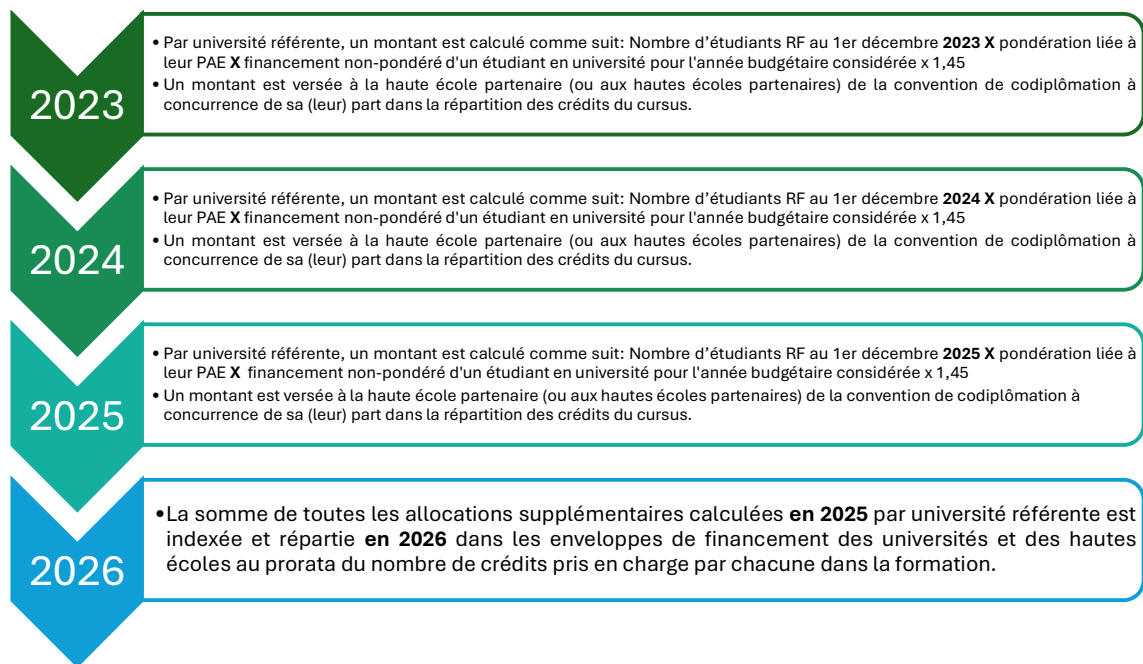 2023
• Par université référente, un montant est calculé comme suit: Nombre d'étudiants RF au 1er décembre 2023 X pondération liée à
leur PAE X financement non-pondéré d'un étudiant en université pour l'année budgétaire considérée x 1,45
• Un montant est versée à la haute école partenaire (ou aux hautes écoles partenaires) de la convention de codiplômation à
concurrence de sa (leur) part dans la répartition des crédits du cursus.
2024
• Par université référente, un montant est calculé comme suit: Nombre d'étudiants RF au 1er décembre 2024 X pondération liée à
leur PAE X financement non-pondéré d'un étudiant en université pour l'année budgétaire considérée x 1,45
• Un montant est versée à la haute école partenaire (ou aux hautes écoles partenaires) de la convention de codiplômation à
concurrence de sa (leur) part dans la répartition des crédits du cursus.
2025
• Par université référente, un montant est calculé comme suit: Nombre d'étudiants RF au 1er décembre 2025 X pondération liée à
leur PAE X financement non-pondéré d'un étudiant en université pour l'année budgétaire considérée x 1,45
• Un montant est versée à la haute école partenaire (ou aux hautes écoles partenaires) de la convention de codiplômation à
concurrence de sa (leur) part dans la répartition des crédits du cursus.
2026
• La somme de toutes les allocations supplémentaires calculées en 2025 par université référente est
indexée et répartie en 2026 dans les enveloppes de financement des universités et des hautes
écoles au prorata du nombre de crédits pris en charge par chacune dans la formation.